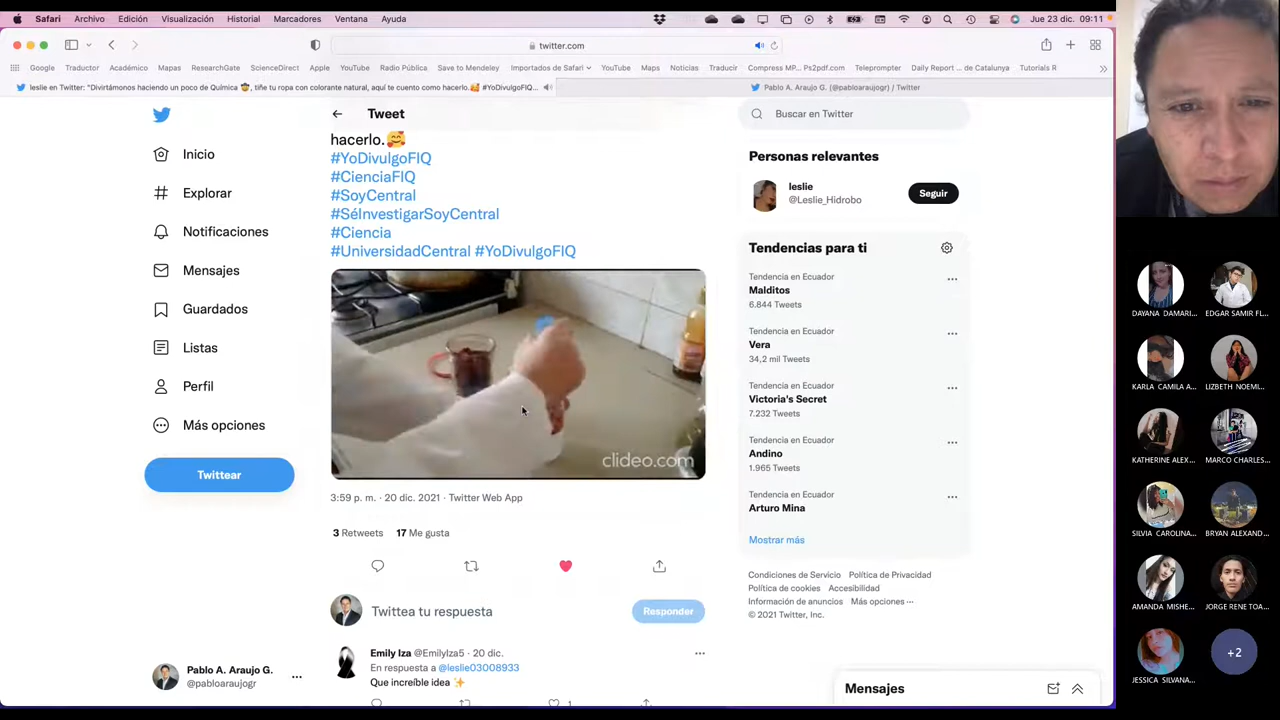 Safari Archivo Edición Visualización Historial Marcadores Ventana Ayuda
Jue 23 dic. 09:11
twitter.com
Google Traductor Académico Mapas ResearchGate ScienceDirect Apple YouTube Radio Pública Save to Mendeley Importados de Safari YouTube Maps Noticias Traducir Compress MP... Ps2pdf.com Teleprompter Daily Report ... de Catalunya Tutorials R
leslie en Twitter: "Divirtámonos haciendo un poco de Química 🤠, tiñe tu ropa con colorante natural, aquí te cuento como hacerlo.🥰 #YoDivulgoFIQ...
Pablo A. Araujo G. (@pabloaraujogr) / Twitter
Inicio
Explorar
Notificaciones
Mensajes
Guardados
Listas
Perfil
Más opciones
Twittear
Pablo A. Araujo G.
@pabloaraujogr
Tweet
hacerlo.🥰
#YoDivulgoFIQ
#CienciaFIQ
#SoyCentral
#SéInvestigarSoyCentral
#Ciencia
#UniversidadCentral #YoDivulgoFIQ
clideo.com
3:59 p. m. · 20 dic. 2021 · Twitter Web App
3 Retweets 17 Me gusta
Twittea tu respuesta
Responder
Emily Iza @EmilyIza5 · 20 dic.
En respuesta a @leslie03008933
Que increíble idea ✨
1
Buscar en Twitter
Personas relevantes
leslie
@Leslie_Hidrobo
Seguir
Tendencias para ti
Tendencia en Ecuador
Malditos
6.844 Tweets
Tendencia en Ecuador
Vera
34,2 mil Tweets
Tendencia en Ecuador
Victoria's Secret
7.232 Tweets
Tendencia en Ecuador
Andino
1.965 Tweets
Tendencia en Ecuador
Arturo Mina
Mostrar más
Condiciones de Servicio Política de Privacidad
Política de cookies Accesibilidad
Información de anuncios Más opciones ···
© 2021 Twitter, Inc.
Mensajes
DAYANA DAMARI... EDGAR SAMIR FL...
KARLA CAMILA A... LIZBETH NOEMI...
KATHERINE ALEX... MARCO CHARLES...
SILVIA CAROLINA... BRYAN ALEXAND...
AMANDA MISHE... JORGE RENE TOA...
JESSICA SILVANA...
+2